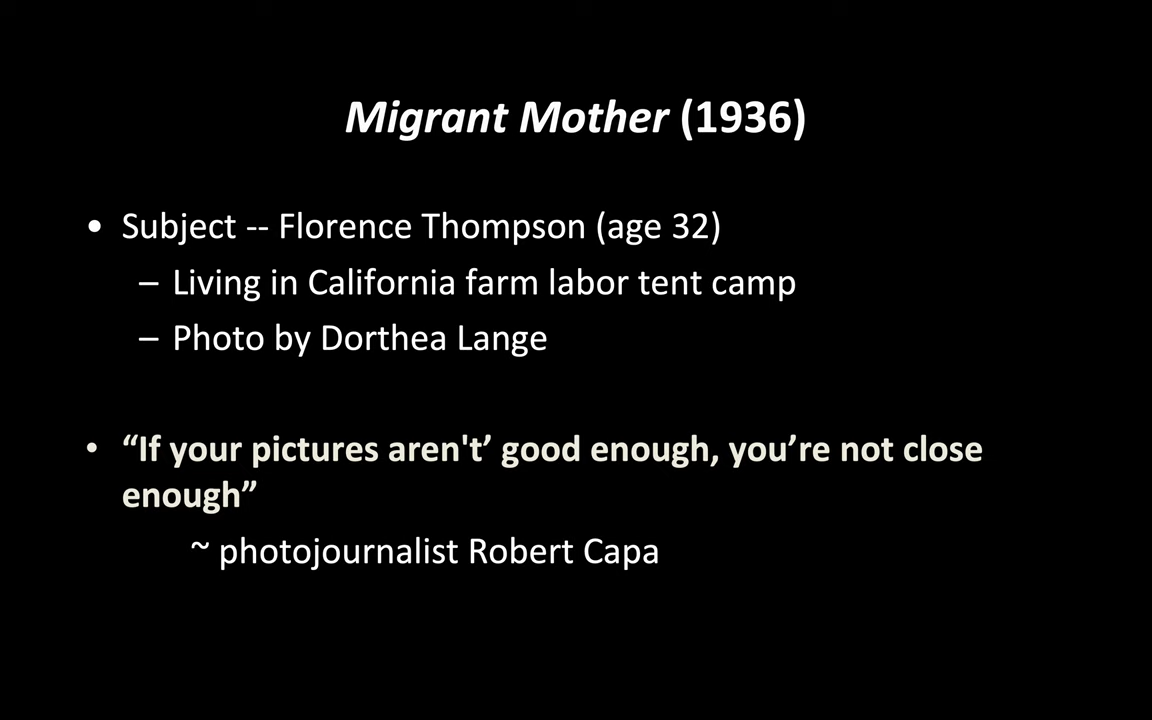 Migrant Mother (1936)
• Subject -- Florence Thompson (age 32)
– Living in California farm labor tent camp
– Photo by Dorthea Lange
• “If your pictures aren't’ good enough, you’re not close
enough”
~ photojournalist Robert Capa